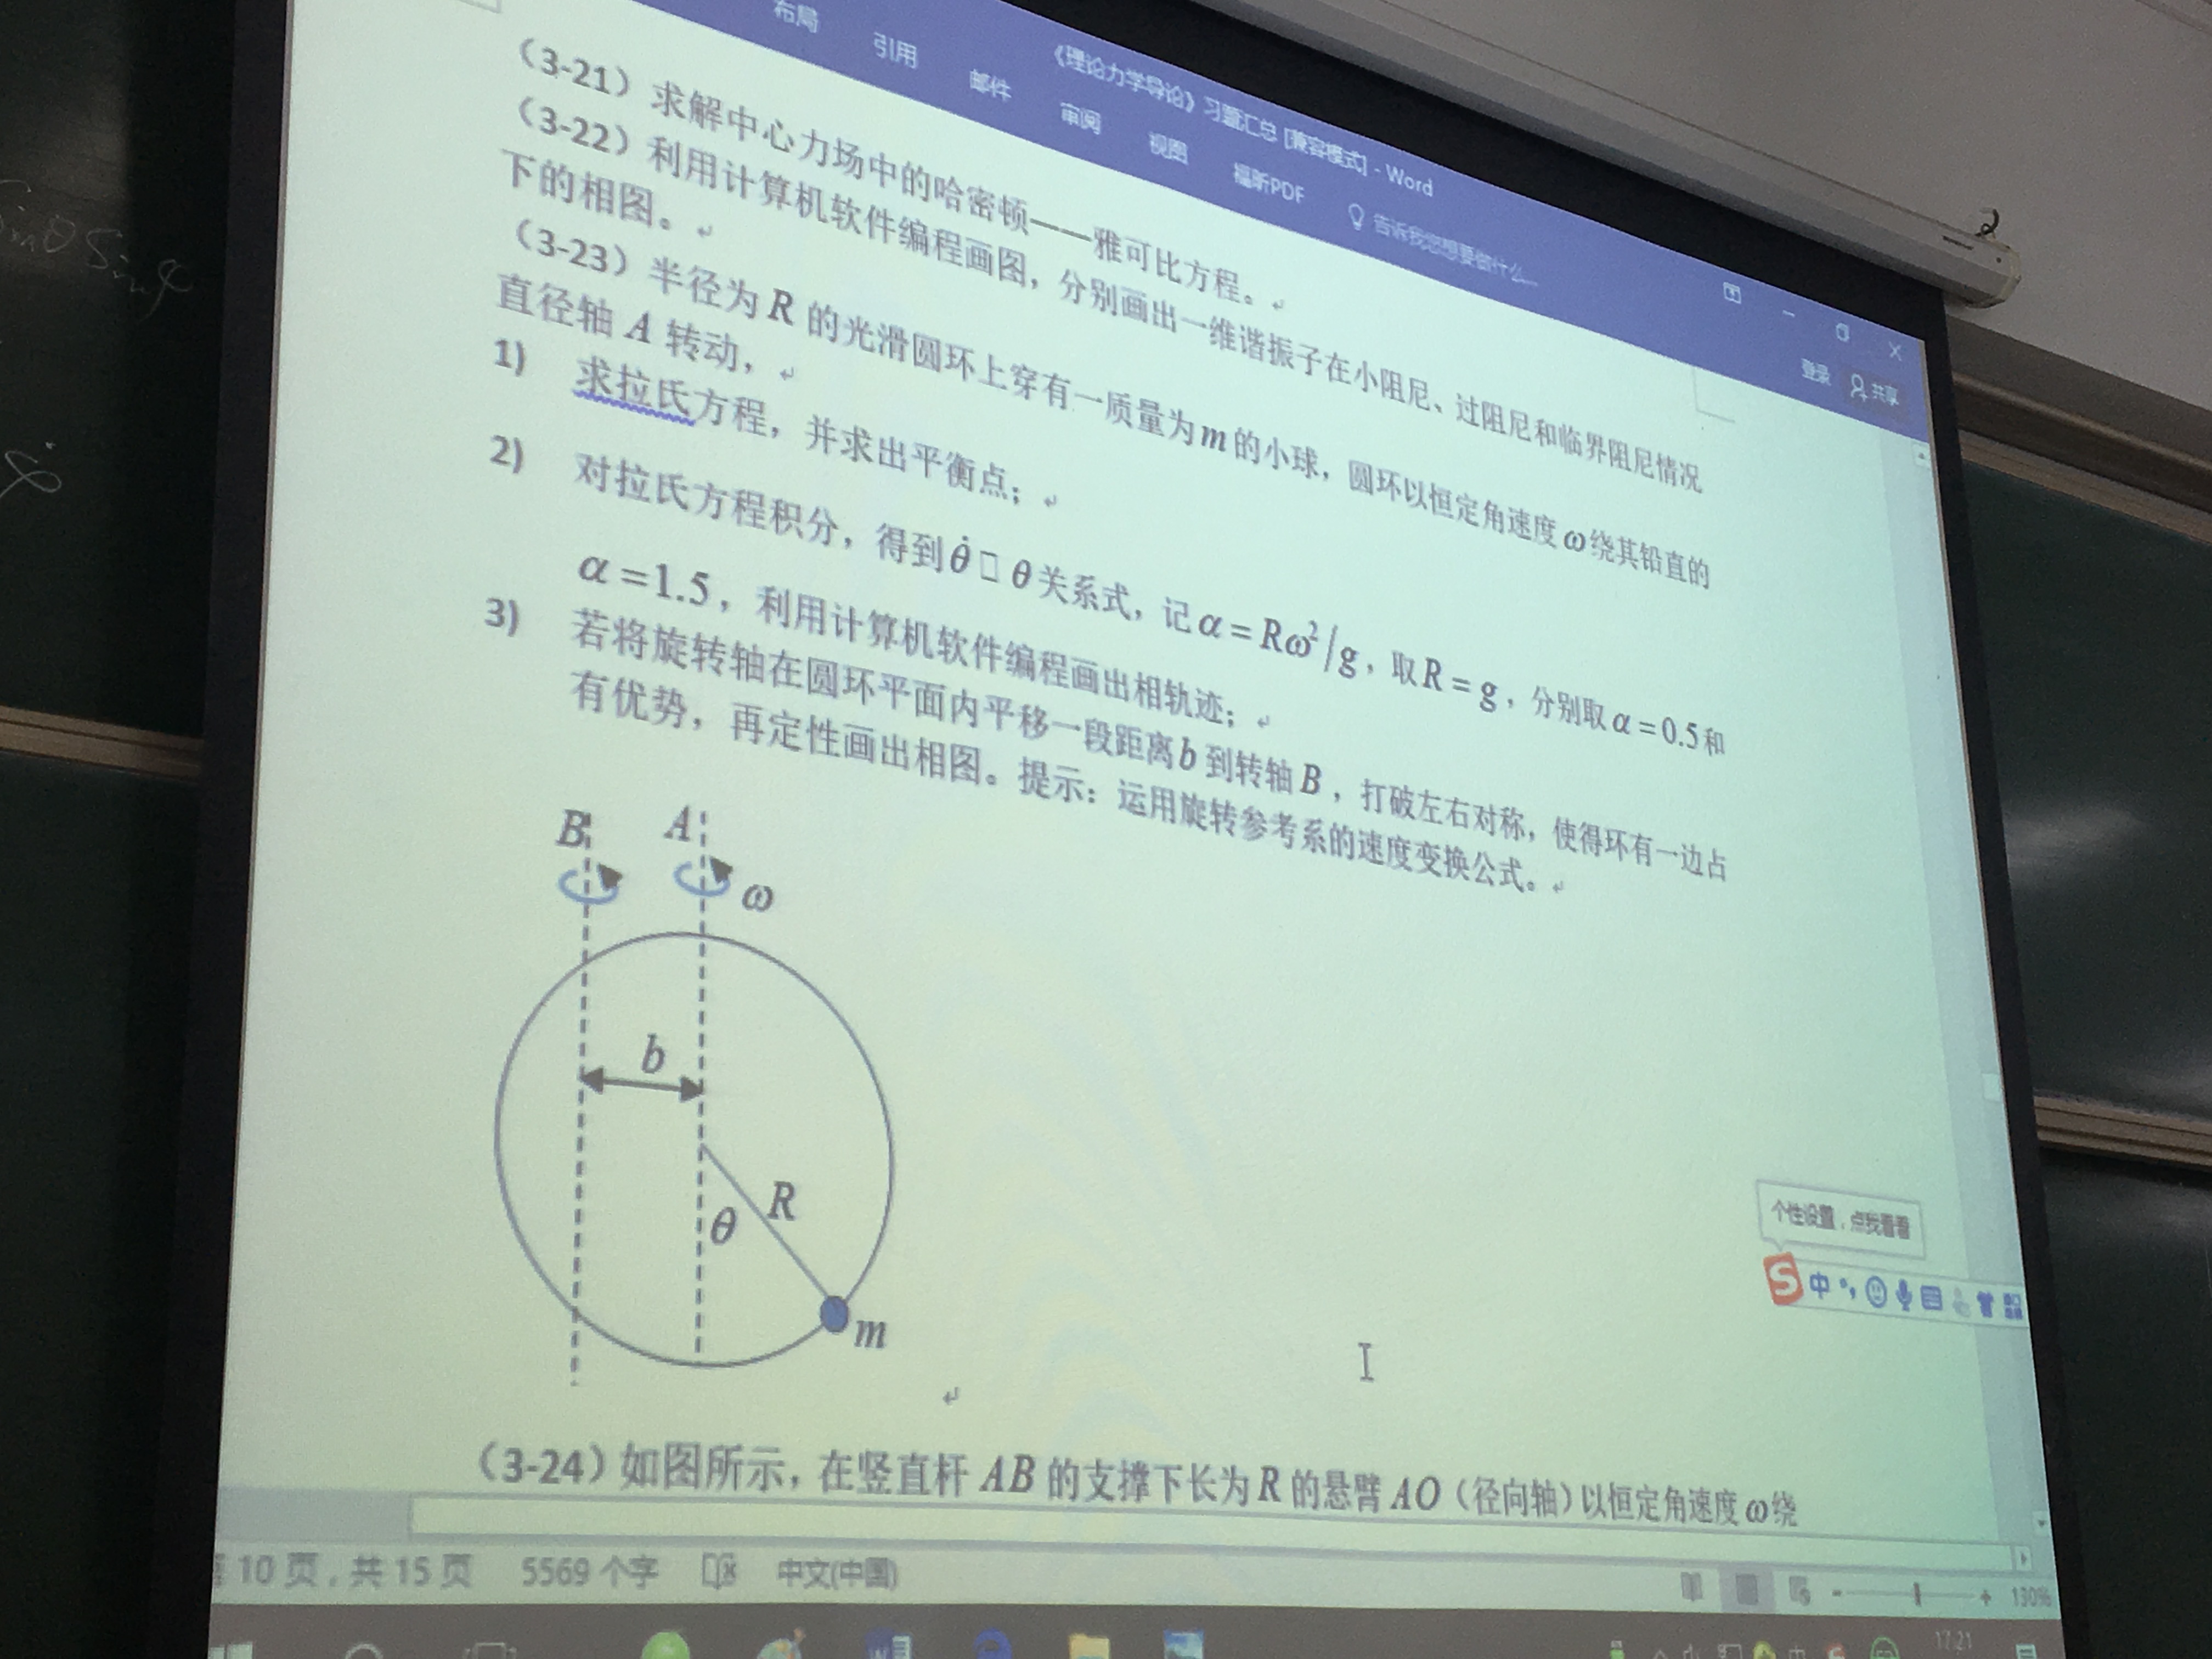 布局
引用
邮件
审阅
视图
福昕PDF
告诉我您想要做什么...
《理论力学导论》习题汇总 [兼容模式] - Word
登录
共享
（3-21）求解中心力场中的哈密顿——雅可比方程。
（3-22）利用计算机软件编程画图，分别画出一维谐振子在小阻尼、过阻尼和临界阻尼情况
下的相图。
（3-23）半径为 R 的光滑圆环上穿有一质量为 m 的小球，圆环以恒定角速度 ω 绕其铅直的
直径轴 A 转动，
1) 求拉氏方程，并求出平衡点；
2) 对拉氏方程积分，得到 θ̇ □ θ 关系式，记 α = Rω²/g，取 R = g，分别取 α = 0.5 和
α =1.5，利用计算机软件编程画出相轨迹；
3) 若将旋转轴在圆环平面内平移一段距离 b 到转轴 B，打破左右对称，使得环有一边占
有优势，再定性画出相图。提示：运用旋转参考系的速度变换公式。
B
A
ω
b
R
θ
m
个性设置，点我看看
S 中
（3-24）如图所示，在竖直杆 AB 的支撑下长为 R 的悬臂 AO（径向轴）以恒定角速度 ω 绕
10 页，共 15 页
5569 个字
中文(中国)
130%
17:21